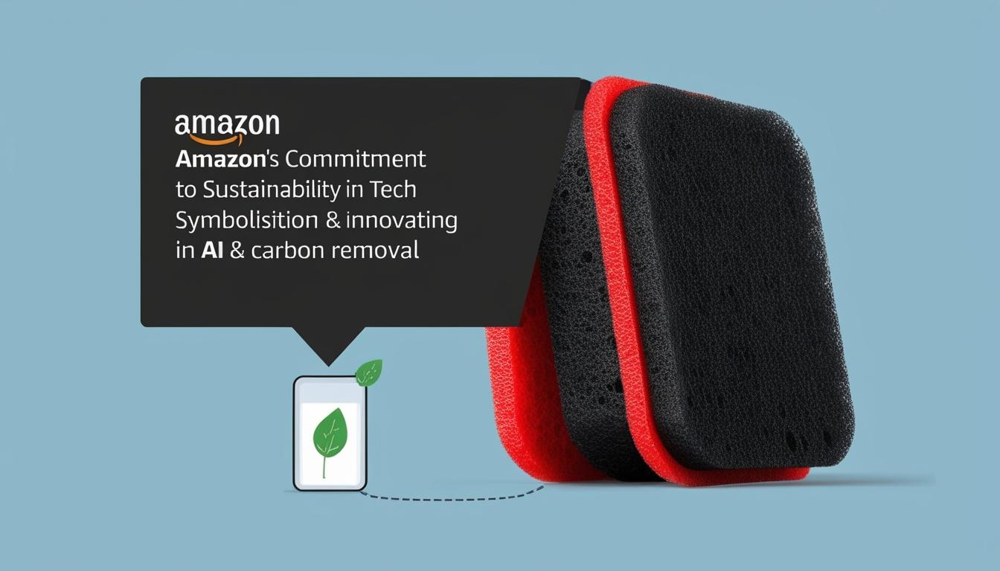 amazon
Amazon's Commitment
to Sustainability in Tech
Symbolisition & innovating
in AI & carbon removal